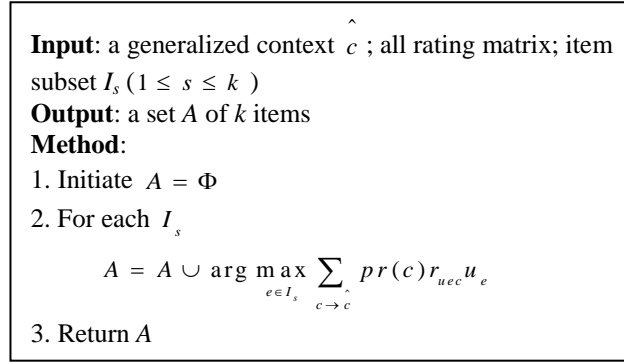 Input: a generalized context ĉ ; all rating matrix; item
subset I_s ( 1 ≤ s ≤ k )
Output: a set A of k items
Method:
1. Initiate A = Φ
2. For each I_s
A = A ∪ arg max_{e∈I_s} ∑_{c→ĉ} pr(c) r_{uec} u_e
3. Return A